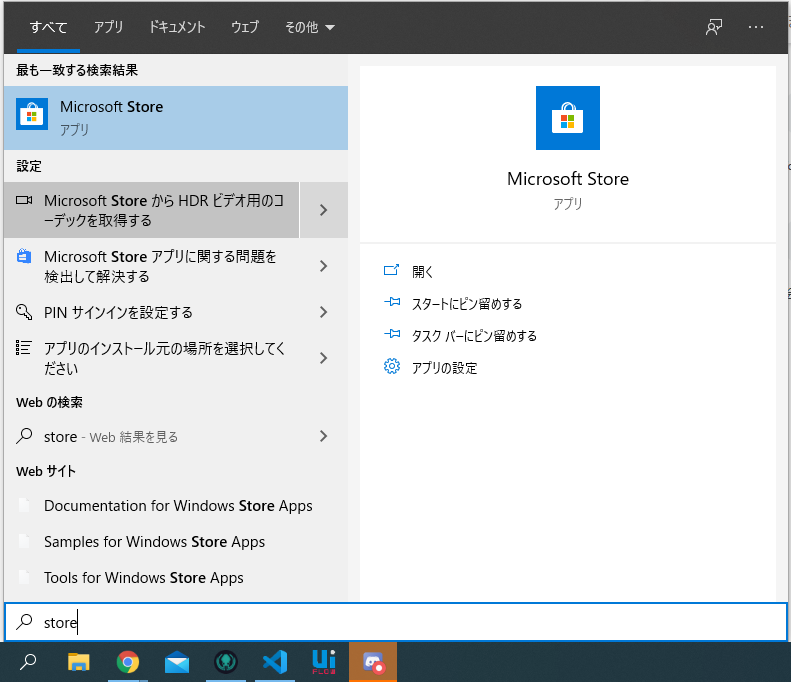 すべて アプリ ドキュメント ウェブ その他
最も一致する検索結果
Microsoft Store
アプリ
設定
Microsoft Store から HDR ビデオ用のコ
ーデックを取得する
Microsoft Store アプリに関する問題を
検出して解決する
PIN サインインを設定する
アプリのインストール元の場所を選択してく
ださい
Web の検索
store - Web 結果を見る
Web サイト
Documentation for Windows Store Apps
Samples for Windows Store Apps
Tools for Windows Store Apps
Microsoft Store
アプリ
開く
スタートにピン留めする
タスク バーにピン留めする
アプリの設定
store
Ui